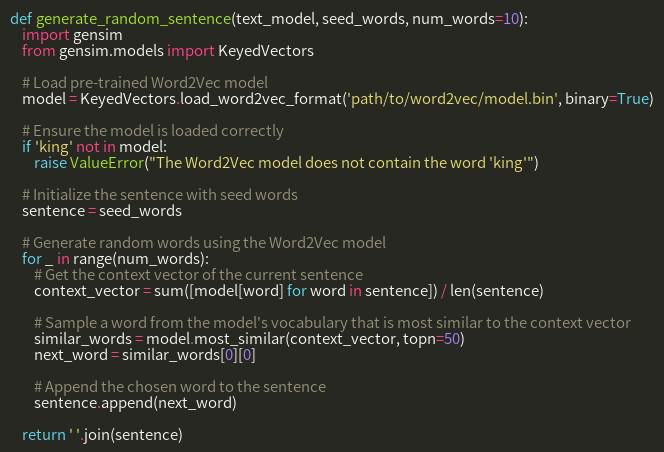 def generate_random_sentence(text_model, seed_words, num_words=10):
    import gensim
    from gensim.models import KeyedVectors

    # Load pre-trained Word2Vec model
    model = KeyedVectors.load_word2vec_format('path/to/word2vec/model.bin', binary=True)

    # Ensure the model is loaded correctly
    if 'king' not in model:
        raise ValueError("The Word2Vec model does not contain the word 'king'")

    # Initialize the sentence with seed words
    sentence = seed_words

    # Generate random words using the Word2Vec model
    for _ in range(num_words):
        # Get the context vector of the current sentence
        context_vector = sum([model[word] for word in sentence]) / len(sentence)

        # Sample a word from the model's vocabulary that is most similar to the context vector
        similar_words = model.most_similar(context_vector, topn=50)
        next_word = similar_words[0][0]

        # Append the chosen word to the sentence
        sentence.append(next_word)

    return ' '.join(sentence)